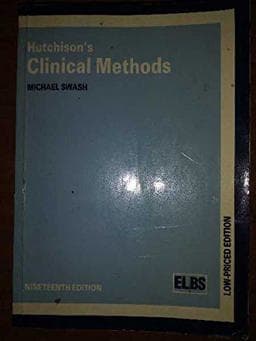 Hutchison's
Clinical Methods
MICHAEL SWASH
NINETEENTH EDITION
ELBS
LOW-PRICED EDITION